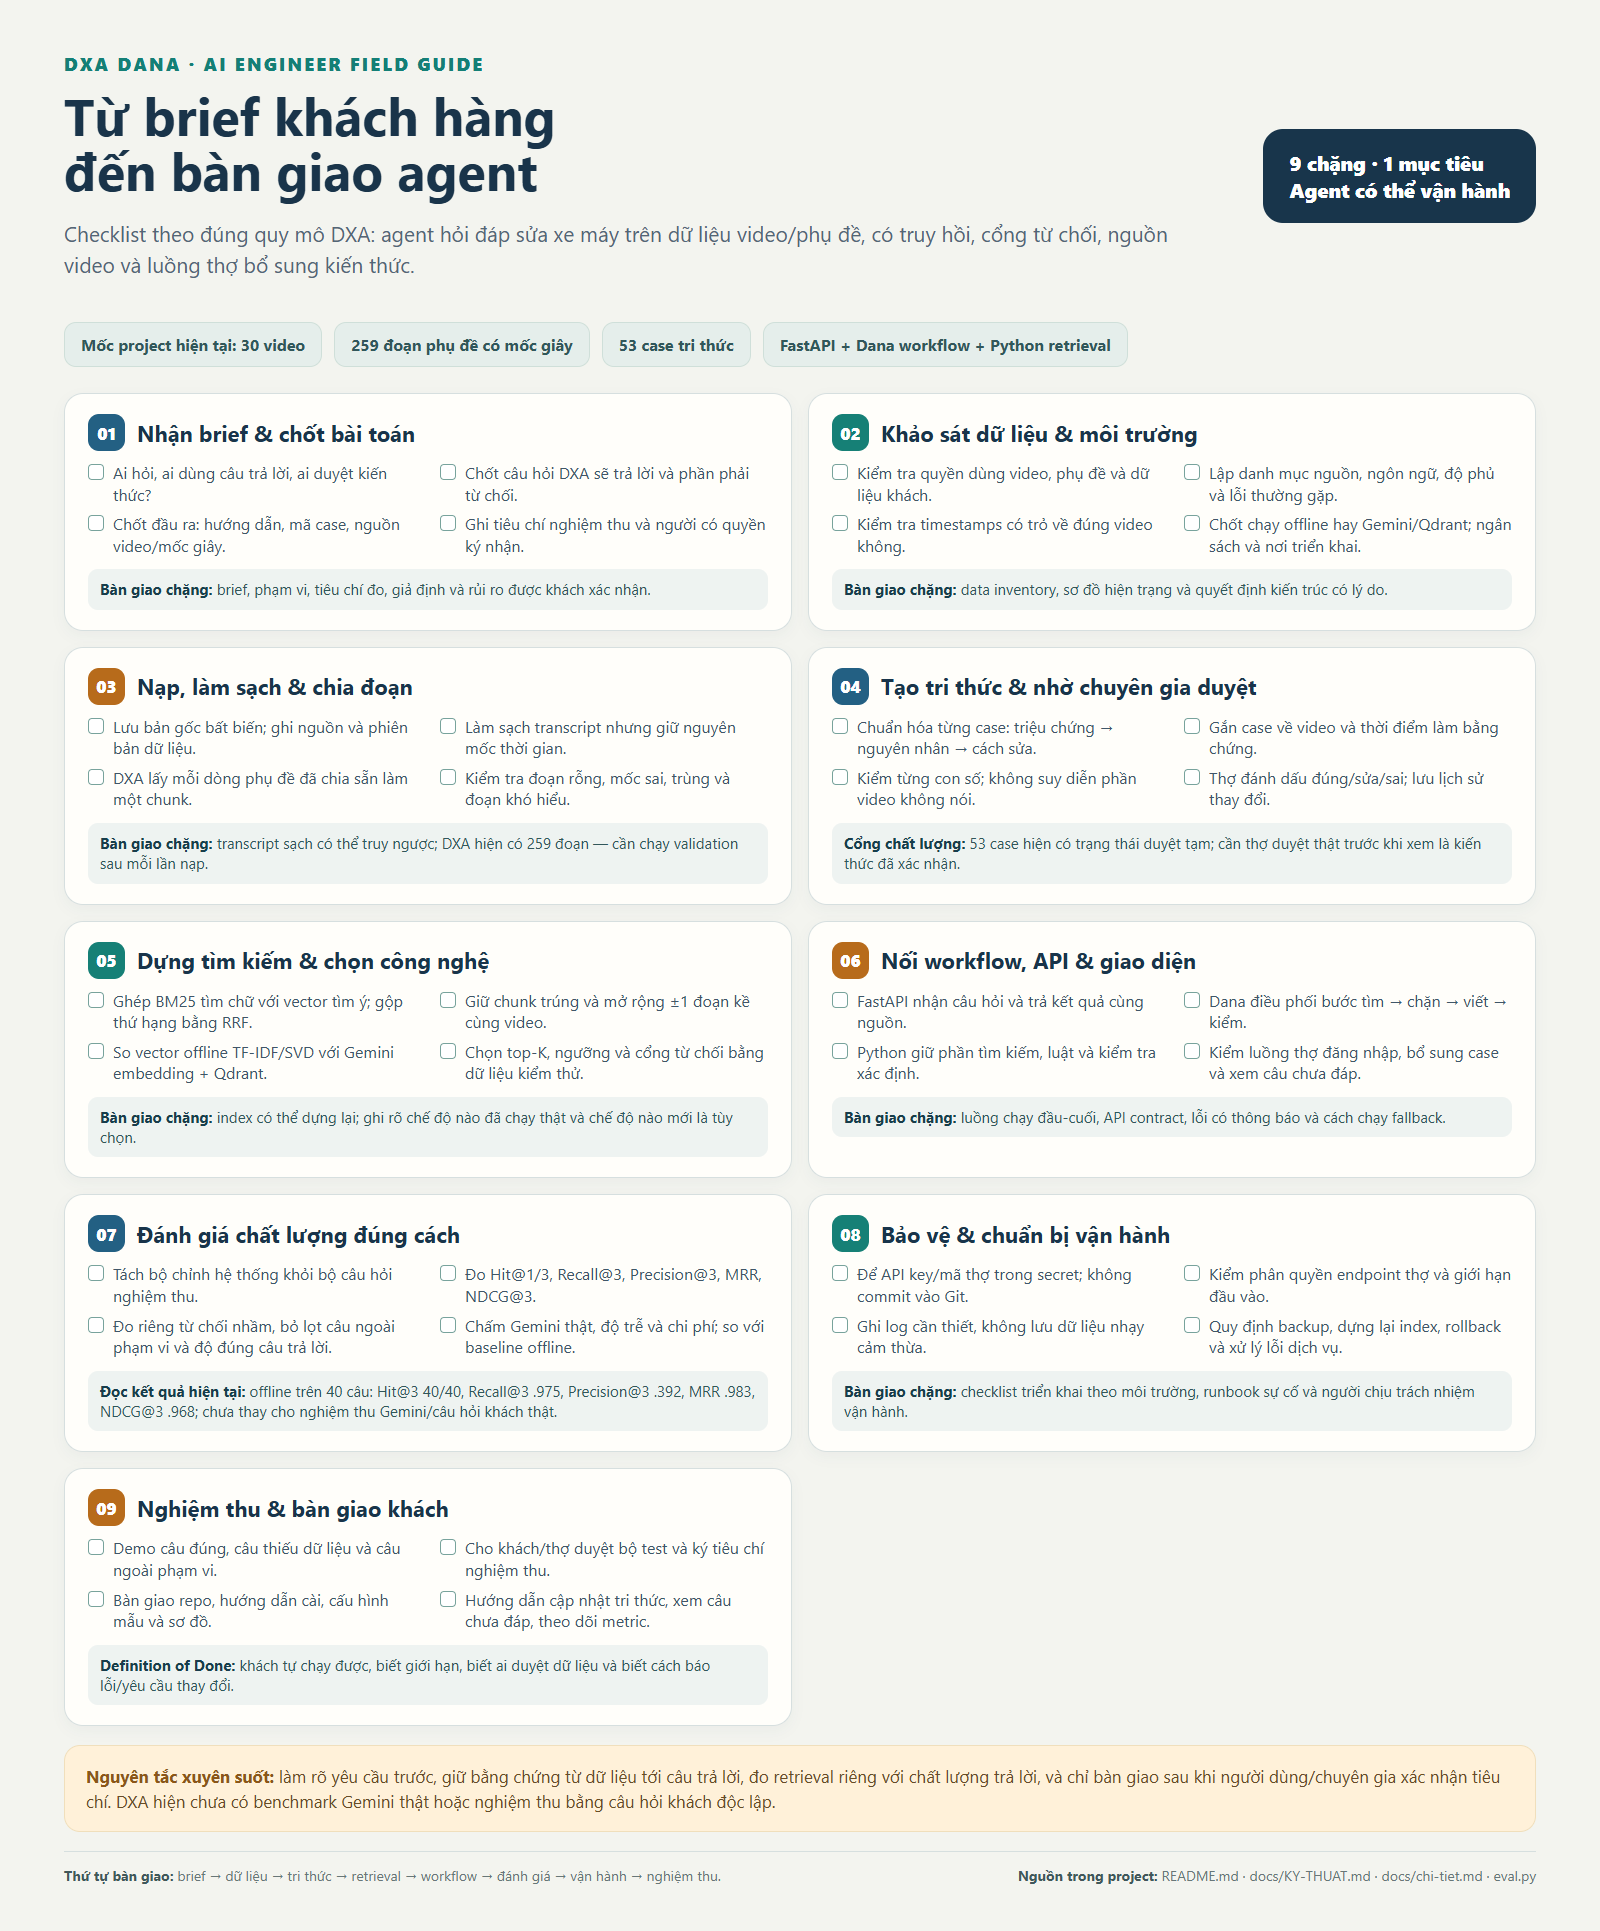 DXA DANA · AI ENGINEER FIELD GUIDE
Từ brief khách hàng
đến bàn giao agent
9 chặng · 1 mục tiêu
Agent có thể vận hành
Checklist theo đúng quy mô DXA: agent hỏi đáp sửa xe máy trên dữ liệu video/phụ đề, có truy hồi, cổng từ chối, nguồn
video và luồng thợ bổ sung kiến thức.
Mốc project hiện tại: 30 video
259 đoạn phụ đề có mốc giây
53 case tri thức
FastAPI + Dana workflow + Python retrieval
01 Nhận brief & chốt bài toán
Ai hỏi, ai dùng câu trả lời, ai duyệt kiến
thức?
Chốt câu hỏi DXA sẽ trả lời và phần phải
từ chối.
Chốt đầu ra: hướng dẫn, mã case, nguồn
video/mốc giây.
Ghi tiêu chí nghiệm thu và người có quyền
ký nhận.
Bàn giao chặng: brief, phạm vi, tiêu chí đo, giả định và rủi ro được khách xác nhận.
02 Khảo sát dữ liệu & môi trường
Kiểm tra quyền dùng video, phụ đề và dữ
liệu khách.
Lập danh mục nguồn, ngôn ngữ, độ phủ
và lỗi thường gặp.
Kiểm tra timestamps có trỏ về đúng video
không.
Chốt chạy offline hay Gemini/Qdrant; ngân
sách và nơi triển khai.
Bàn giao chặng: data inventory, sơ đồ hiện trạng và quyết định kiến trúc có lý do.
03 Nạp, làm sạch & chia đoạn
Lưu bản gốc bất biến; ghi nguồn và phiên
bản dữ liệu.
Làm sạch transcript nhưng giữ nguyên
mốc thời gian.
DXA lấy mỗi dòng phụ đề đã chia sẵn làm
một chunk.
Kiểm tra đoạn rỗng, mốc sai, trùng và
đoạn khó hiểu.
Bàn giao chặng: transcript sạch có thể truy ngược; DXA hiện có 259 đoạn — cần chạy validation
sau mỗi lần nạp.
04 Tạo tri thức & nhờ chuyên gia duyệt
Chuẩn hóa từng case: triệu chứng →
nguyên nhân → cách sửa.
Gắn case về video và thời điểm làm bằng
chứng.
Kiểm từng con số; không suy diễn phần
video không nói.
Thợ đánh dấu đúng/sửa/sai; lưu lịch sử
thay đổi.
Cổng chất lượng: 53 case hiện có trạng thái duyệt tạm; cần thợ duyệt thật trước khi xem là kiến
thức đã xác nhận.
05 Dựng tìm kiếm & chọn công nghệ
Ghép BM25 tìm chữ với vector tìm ý; gộp
thứ hạng bằng RRF.
Giữ chunk trúng và mở rộng ±1 đoạn kề
cùng video.
So vector offline TF-IDF/SVD với Gemini
embedding + Qdrant.
Chọn top-K, ngưỡng và cổng từ chối bằng
dữ liệu kiểm thử.
Bàn giao chặng: index có thể dựng lại; ghi rõ chế độ nào đã chạy thật và chế độ nào mới là tùy
chọn.
06 Nối workflow, API & giao diện
FastAPI nhận câu hỏi và trả kết quả cùng
nguồn.
Dana điều phối bước tìm → chặn → viết →
kiểm.
Python giữ phần tìm kiếm, luật và kiểm tra
xác định.
Kiểm luồng thợ đăng nhập, bổ sung case
và xem câu chưa đáp.
Bàn giao chặng: luồng chạy đầu-cuối, API contract, lỗi có thông báo và cách chạy fallback.
07 Đánh giá chất lượng đúng cách
Tách bộ chỉnh hệ thống khỏi bộ câu hỏi
nghiệm thu.
Đo Hit@1/3, Recall@3, Precision@3, MRR,
NDCG@3.
Đo riêng từ chối nhầm, bỏ lọt câu ngoài
phạm vi và độ đúng câu trả lời.
Chấm Gemini thật, độ trễ và chi phí; so với
baseline offline.
Đọc kết quả hiện tại: offline trên 40 câu: Hit@3 40/40, Recall@3 .975, Precision@3 .392, MRR .983,
NDCG@3 .968; chưa thay cho nghiệm thu Gemini/câu hỏi khách thật.
08 Bảo vệ & chuẩn bị vận hành
Để API key/mã thợ trong secret; không
commit vào Git.
Kiểm phân quyền endpoint thợ và giới hạn
đầu vào.
Ghi log cần thiết, không lưu dữ liệu nhạy
cảm thừa.
Quy định backup, dựng lại index, rollback
và xử lý lỗi dịch vụ.
Bàn giao chặng: checklist triển khai theo môi trường, runbook sự cố và người chịu trách nhiệm
vận hành.
09 Nghiệm thu & bàn giao khách
Demo câu đúng, câu thiếu dữ liệu và câu
ngoài phạm vi.
Cho khách/thợ duyệt bộ test và ký tiêu chí
nghiệm thu.
Bàn giao repo, hướng dẫn cài, cấu hình
mẫu và sơ đồ.
Hướng dẫn cập nhật tri thức, xem câu
chưa đáp, theo dõi metric.
Definition of Done: khách tự chạy được, biết giới hạn, biết ai duyệt dữ liệu và biết cách báo
lỗi/yêu cầu thay đổi.
Nguyên tắc xuyên suốt: làm rõ yêu cầu trước, giữ bằng chứng từ dữ liệu tới câu trả lời, đo retrieval riêng với chất lượng trả lời, và chỉ bàn giao sau khi người dùng/chuyên gia xác nhận tiêu
chí. DXA hiện chưa có benchmark Gemini thật hoặc nghiệm thu bằng câu hỏi khách độc lập.
Thứ tự bàn giao: brief → dữ liệu → tri thức → retrieval → workflow → đánh giá → vận hành → nghiệm thu.
Nguồn trong project: README.md · docs/KY-THUAT.md · docs/chi-tiet.md · eval.py